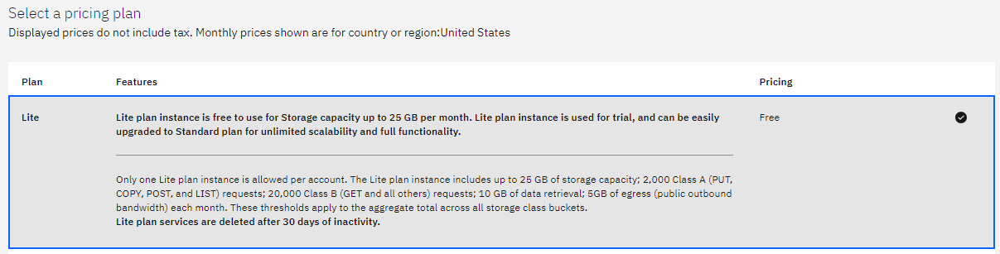 Select a pricing plan
Displayed prices do not include tax. Monthly prices shown are for country or region:United States
Plan Features Pricing
Lite Lite plan instance is free to use for Storage capacity up to 25 GB per month. Lite plan instance is used for trial, and can be easily Free
upgraded to Standard plan for unlimited scalability and full functionality.
Only one Lite plan instance is allowed per account. The Lite plan instance includes up to 25 GB of storage capacity; 2,000 Class A (PUT,
COPY, POST, and LIST) requests; 20,000 Class B (GET and all others) requests; 10 GB of data retrieval; 5GB of egress (public outbound
bandwidth) each month. These thresholds apply to the aggregate total across all storage class buckets.
Lite plan services are deleted after 30 days of inactivity.